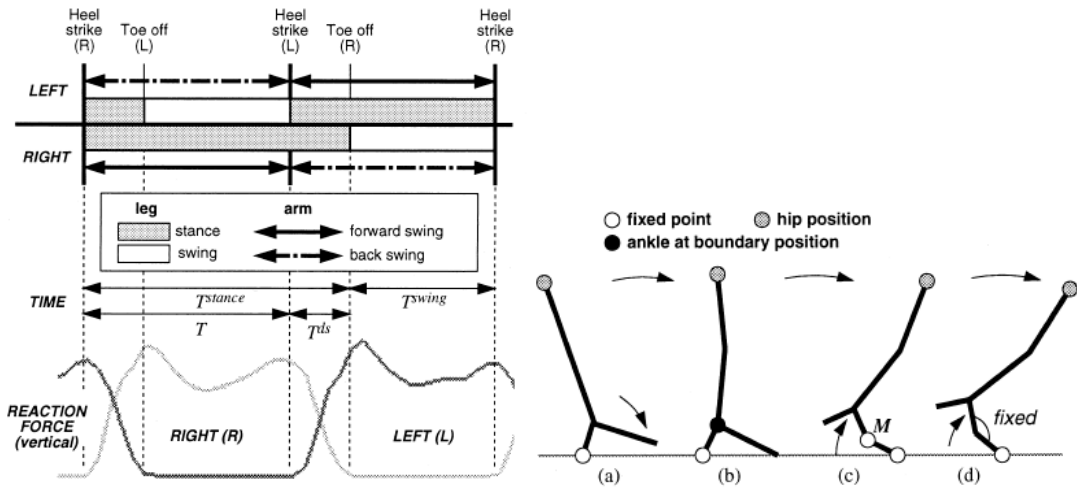 Heel strike (R)
Toe off (L)
Heel strike (L)
Toe off (R)
Heel strike (R)
LEFT
RIGHT
leg
arm
stance
forward swing
swing
back swing
TIME
T^stance
T^swing
T
T^ds
REACTION
FORCE
(vertical)
RIGHT (R)
LEFT (L)
fixed point
hip position
ankle at boundary position
M
fixed
(a)
(b)
(c)
(d)